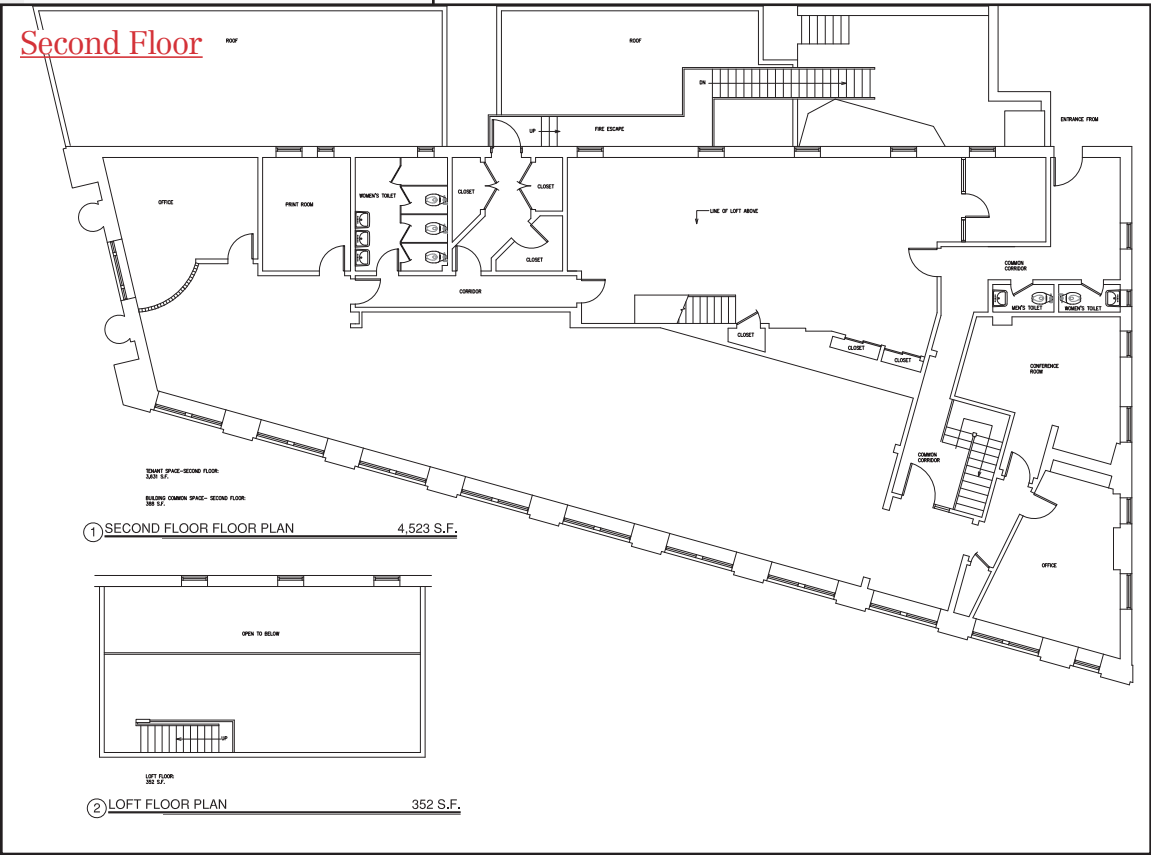 Second Floor
ROOF
ROOF
DN
UP
FIRE ESCAPE
ENTRANCE FROM
OFFICE
PRINT ROOM
WOMEN'S TOILET
CLOSET
CLOSET
CLOSET
LINE OF LOFT ABOVE
COMMON
CORRIDOR
CORRIDOR
MEN'S TOILET
WOMEN'S TOILET
CLOSET
CLOSET
CLOSET
CONFERENCE
ROOM
COMMON
CORRIDOR
OFFICE
TENANT SPACE-SECOND FLOOR:
3,631 S.F.
BUILDING COMMON SPACE- SECOND FLOOR:
S.F.
1 SECOND FLOOR FLOOR PLAN 4,523 S.F.
OPEN TO BELOW
UP
LOFT FLOOR:
352 S.F.
2 LOFT FLOOR PLAN 352 S.F.